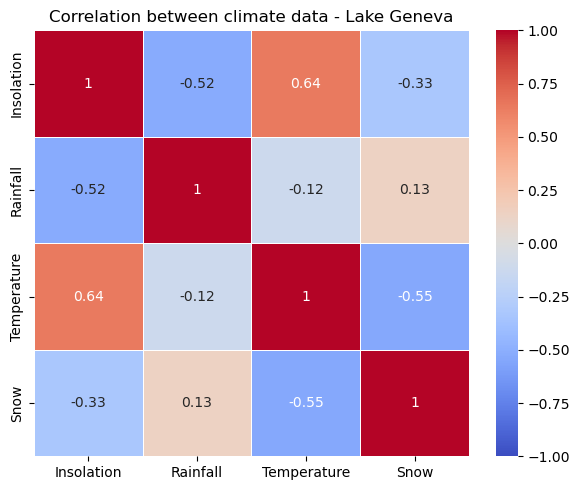 Correlation between climate data - Lake Geneva
Insolation
1
-0.52
0.64
-0.33
Rainfall
-0.52
1
-0.12
0.13
Temperature
0.64
-0.12
1
-0.55
Snow
-0.33
0.13
-0.55
1
Insolation
Rainfall
Temperature
Snow
1.00
0.75
0.50
0.25
0.00
-0.25
-0.50
-0.75
-1.00